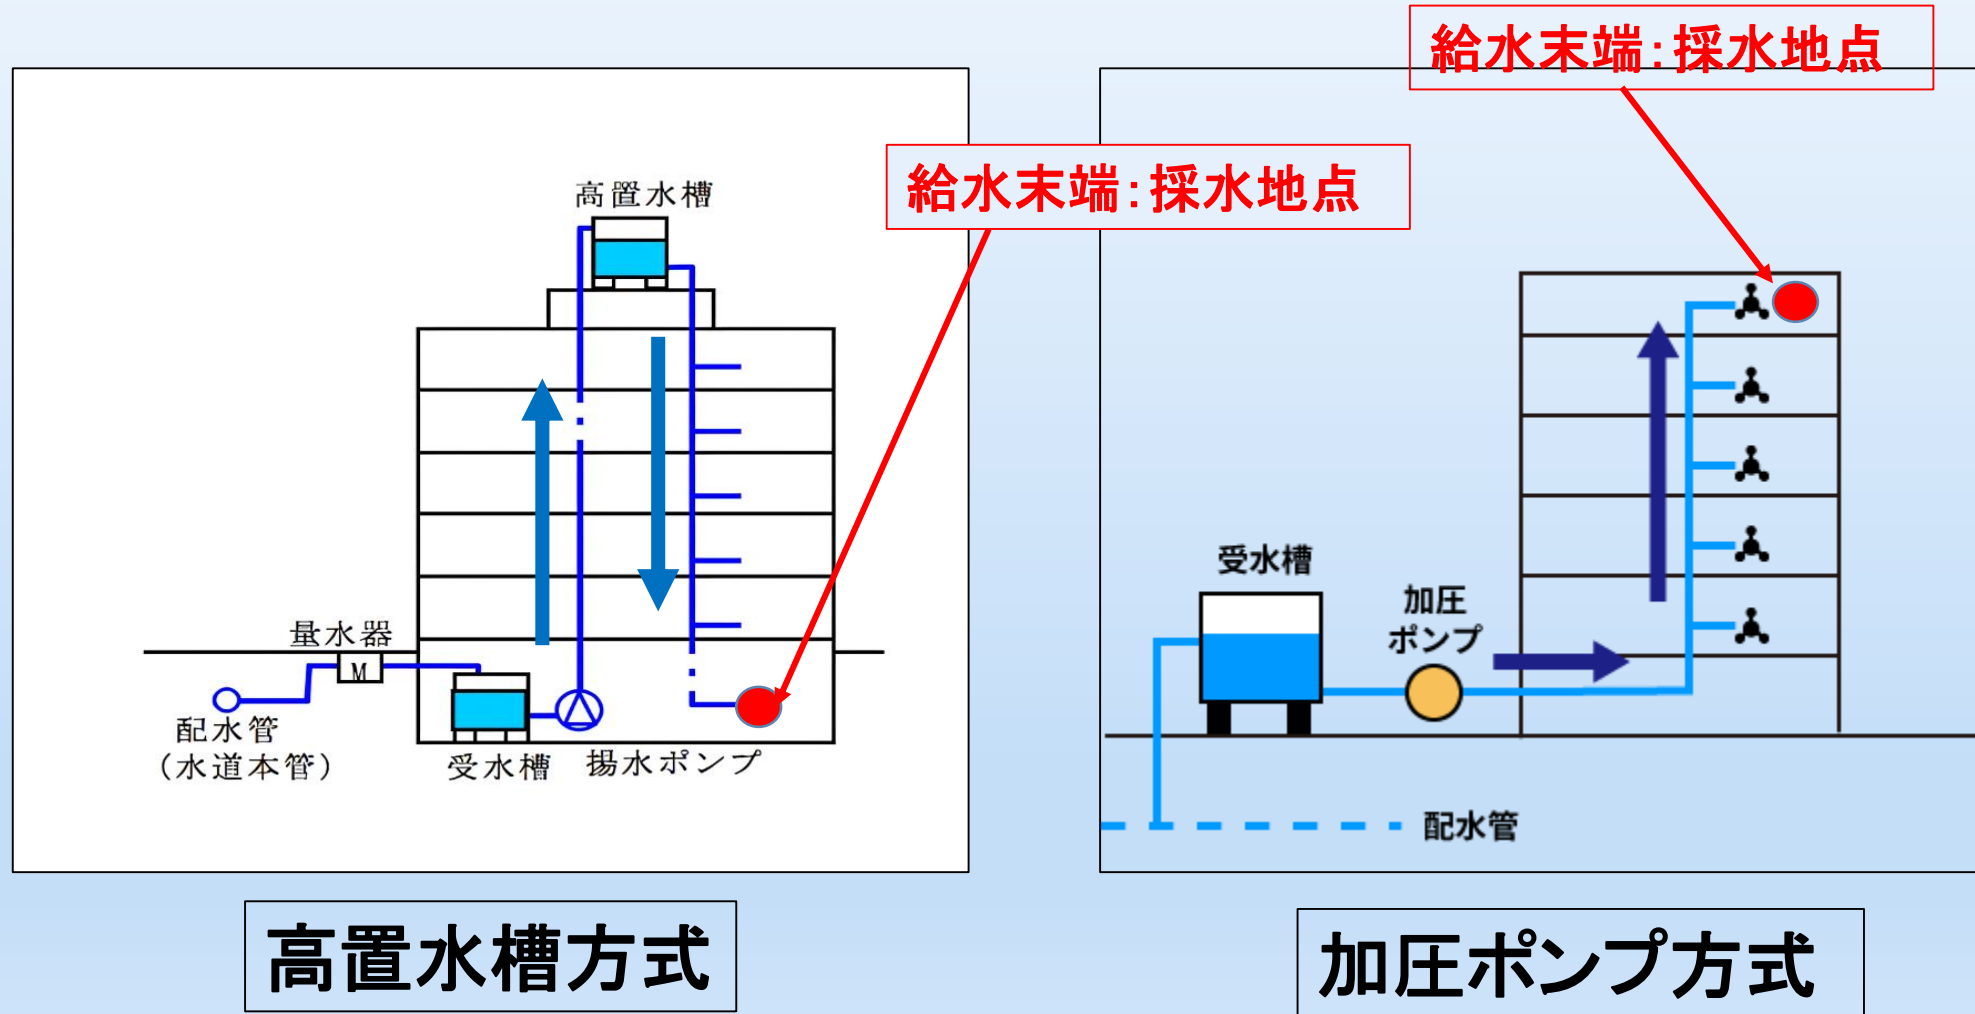 給水末端:採水地点
給水末端:採水地点
高置水槽
量水器
M
配水管
(水道本管)
受水槽
揚水ポンプ
受水槽
加圧
ポンプ
配水管
高置水槽方式
加圧ポンプ方式